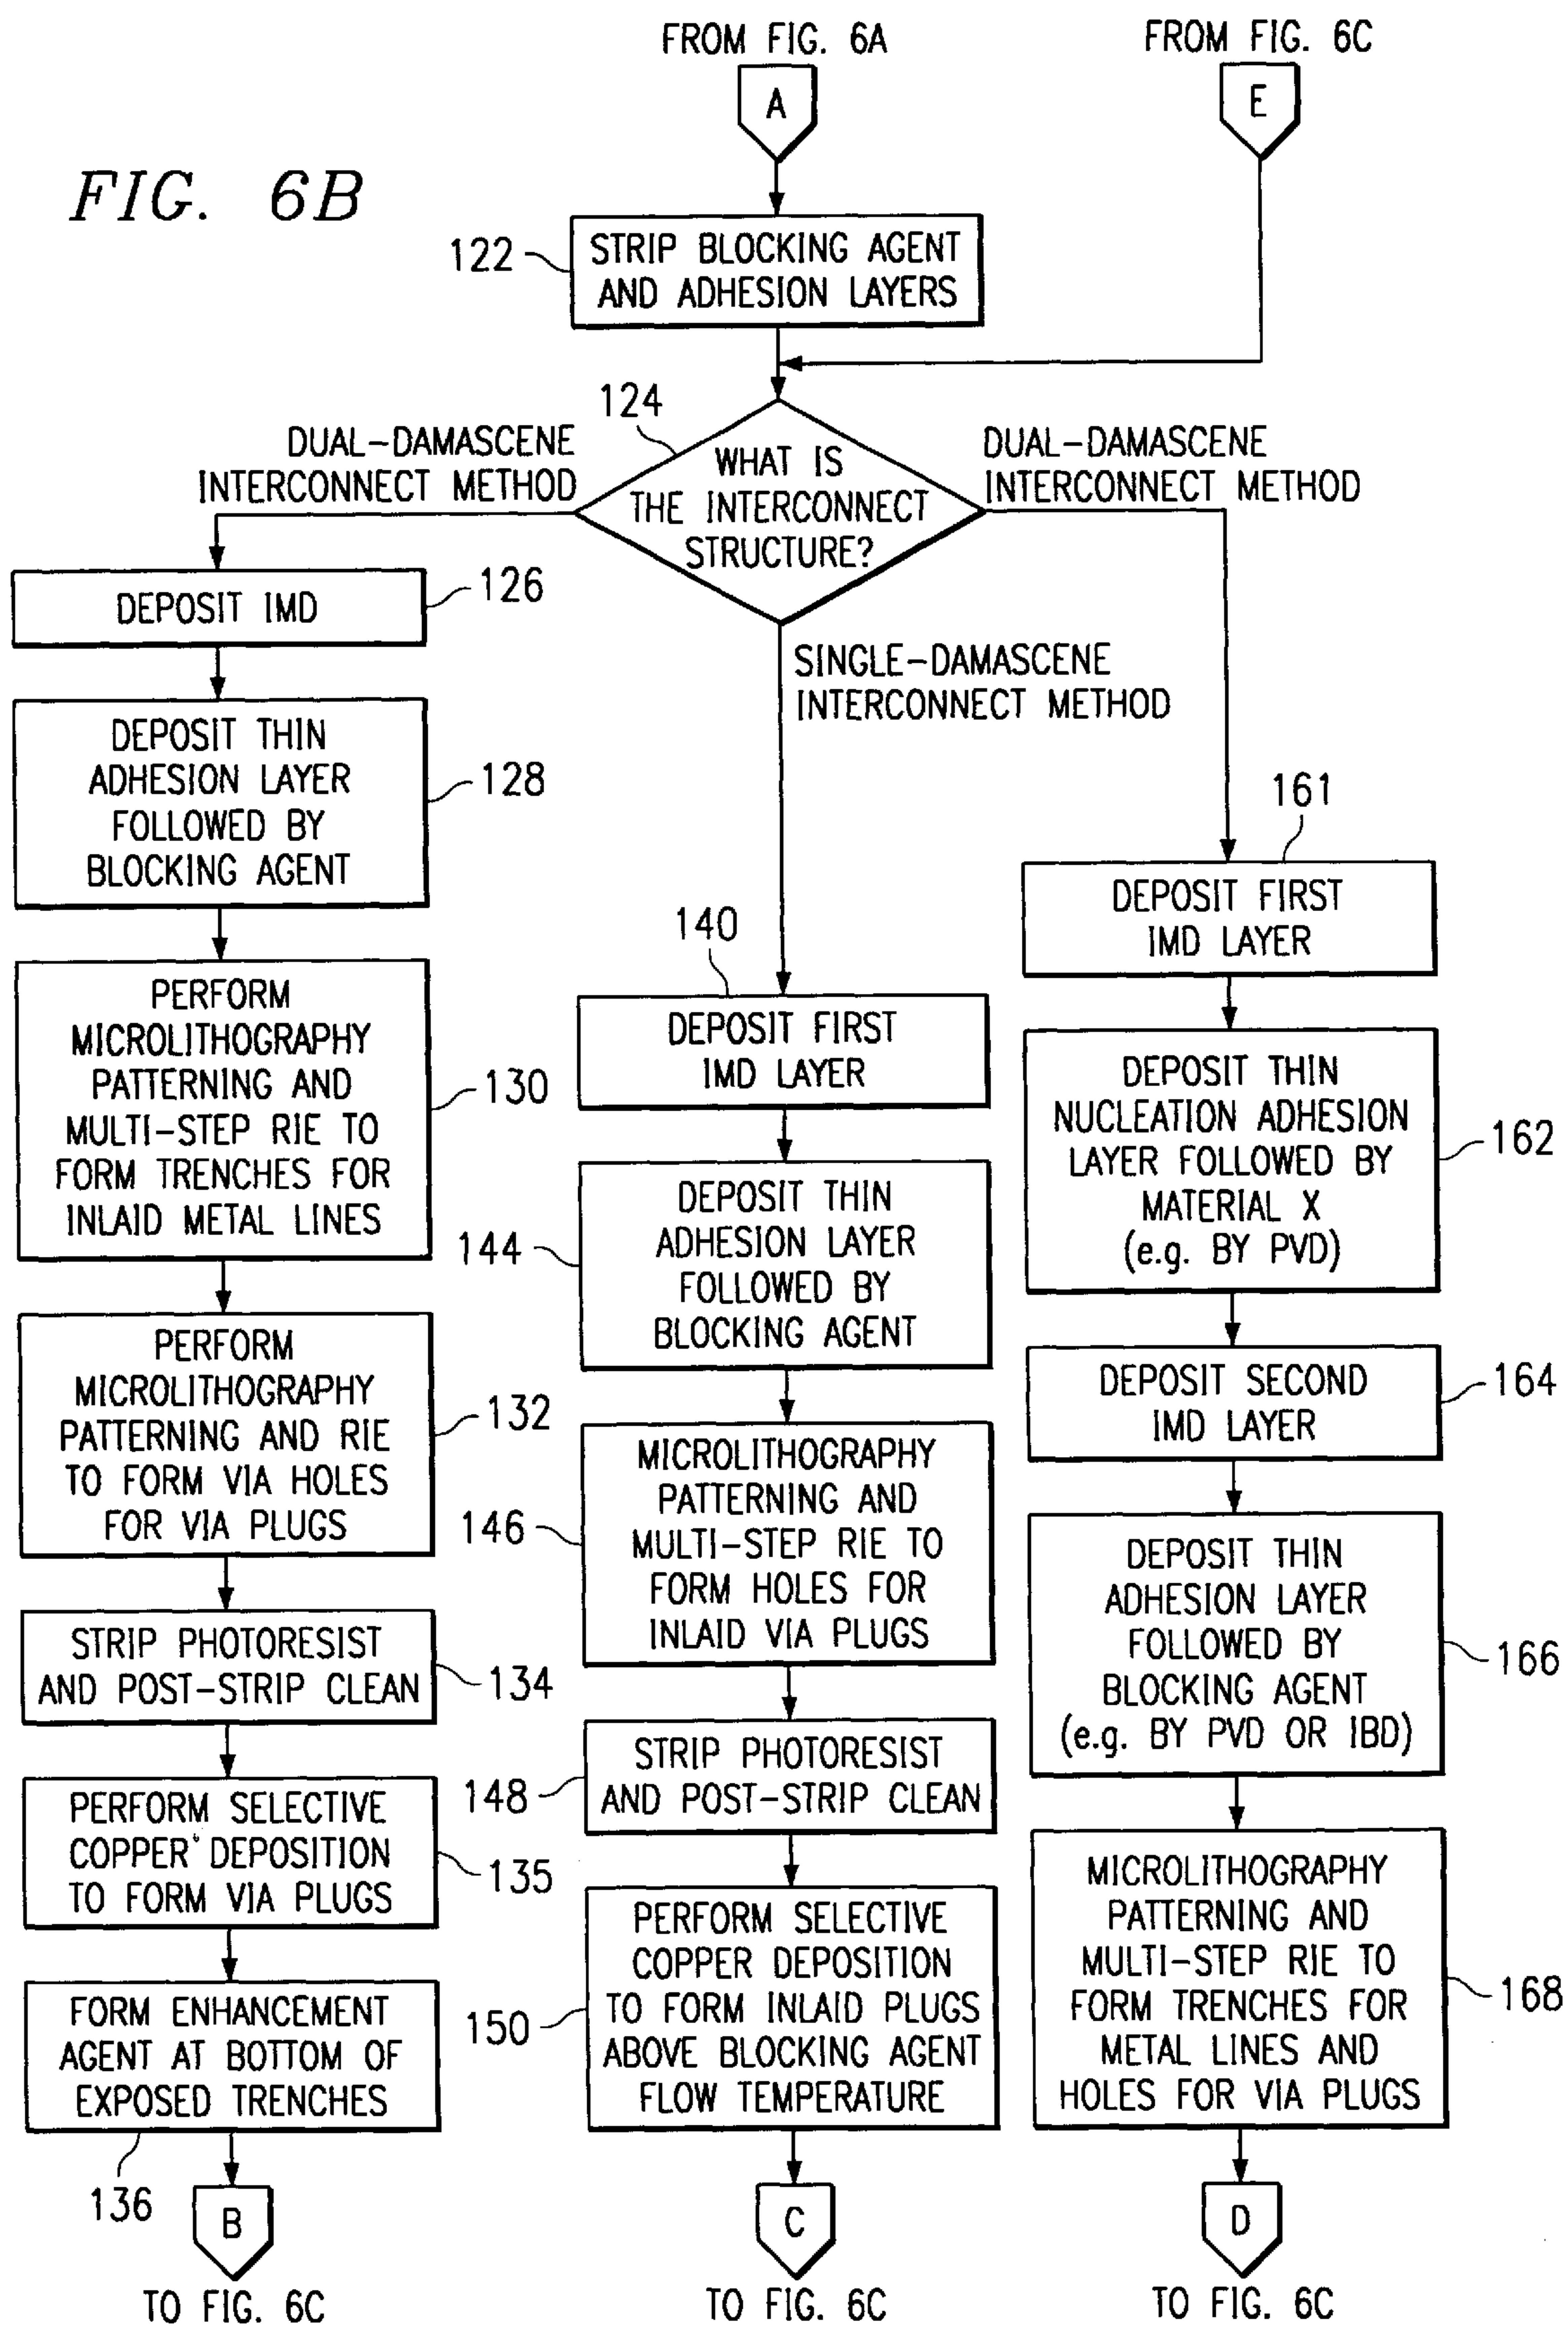 FROM FIG. 6A
FROM FIG. 6C
A
E
FIG. 6B
122
STRIP BLOCKING AGENT
AND ADHESION LAYERS
124
WHAT IS
THE INTERCONNECT
STRUCTURE?
DUAL-DAMASCENE
INTERCONNECT METHOD
DUAL-DAMASCENE
INTERCONNECT METHOD
SINGLE-DAMASCENE
INTERCONNECT METHOD
DEPOSIT IMD
126
DEPOSIT THIN
ADHESION LAYER
FOLLOWED BY
BLOCKING AGENT
128
PERFORM
MICROLITHOGRAPHY
PATTERNING AND
MULTI-STEP RIE TO
FORM TRENCHES FOR
INLAID METAL LINES
130
PERFORM
MICROLITHOGRAPHY
PATTERNING AND RIE
TO FORM VIA HOLES
FOR VIA PLUGS
132
STRIP PHOTORESIST
AND POST-STRIP CLEAN
134
PERFORM SELECTIVE
COPPER DEPOSITION
TO FORM VIA PLUGS
135
FORM ENHANCEMENT
AGENT AT BOTTOM OF
EXPOSED TRENCHES
136
B
TO FIG. 6C
140
DEPOSIT FIRST
IMD LAYER
144
DEPOSIT THIN
ADHESION LAYER
FOLLOWED BY
BLOCKING AGENT
146
MICROLITHOGRAPHY
PATTERNING AND
MULTI-STEP RIE TO
FORM HOLES FOR
INLAID VIA PLUGS
148
STRIP PHOTORESIST
AND POST-STRIP CLEAN
150
PERFORM SELECTIVE
COPPER DEPOSITION
TO FORM INLAID PLUGS
ABOVE BLOCKING AGENT
FLOW TEMPERATURE
C
TO FIG. 6C
161
DEPOSIT FIRST
IMD LAYER
DEPOSIT THIN
NUCLEATION ADHESION
LAYER FOLLOWED BY
MATERIAL X
(e.g. BY PVD)
162
DEPOSIT SECOND
IMD LAYER
164
DEPOSIT THIN
ADHESION LAYER
FOLLOWED BY
BLOCKING AGENT
(e.g. BY PVD OR IBD)
166
MICROLITHOGRAPHY
PATTERNING AND
MULTI-STEP RIE TO
FORM TRENCHES FOR
METAL LINES AND
HOLES FOR VIA PLUGS
168
D
TO FIG. 6C